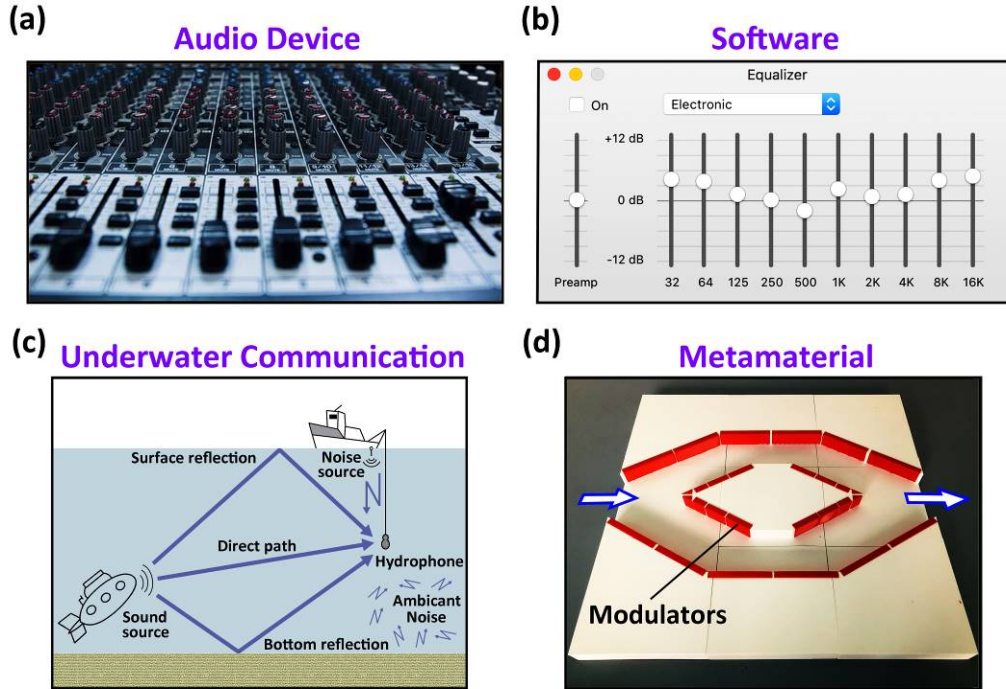 (a)
Audio Device
(b)
Software
Equalizer
On
Electronic
+12 dB
0 dB
-12 dB
Preamp 32 64 125 250 500 1K 2K 4K 8K 16K
(c)
Underwater Communication
Surface reflection
Noise
source
Direct path
Hydrophone
Ambicant
Noise
Sound
source
Bottom reflection
(d)
Metamaterial
Modulators